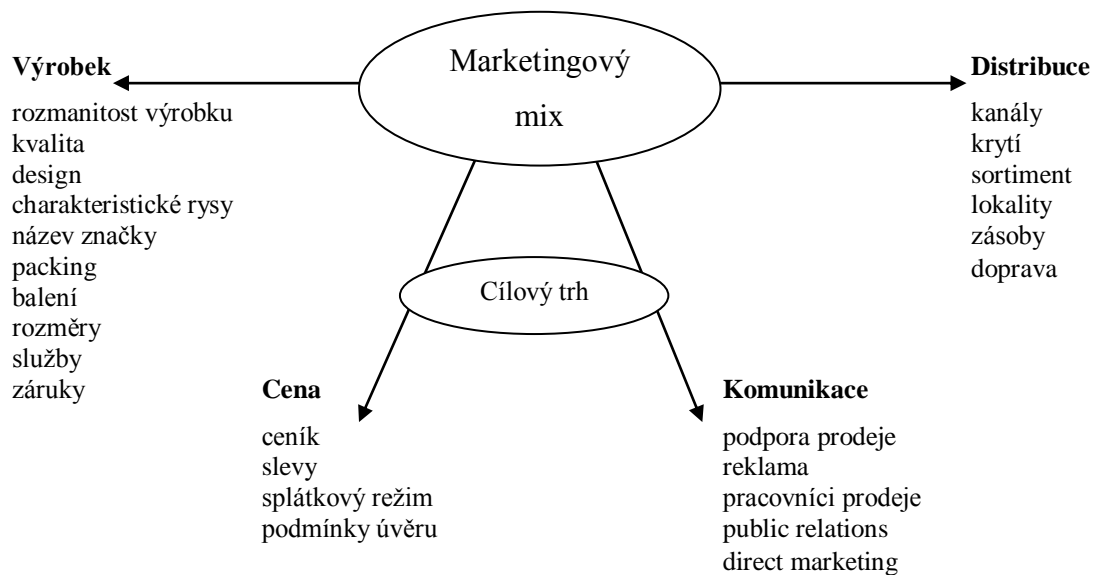 Marketingový
mix
Výrobek
rozmanitost výrobku
kvalita
design
charakteristické rysy
název značky
packing
balení
rozměry
služby
záruky
Distribuce
kanály
krytí
sortiment
lokality
zásoby
doprava
Cílový trh
Cena
ceník
slevy
splátkový režim
podmínky úvěru
Komunikace
podpora prodeje
reklama
pracovníci prodeje
public relations
direct marketing